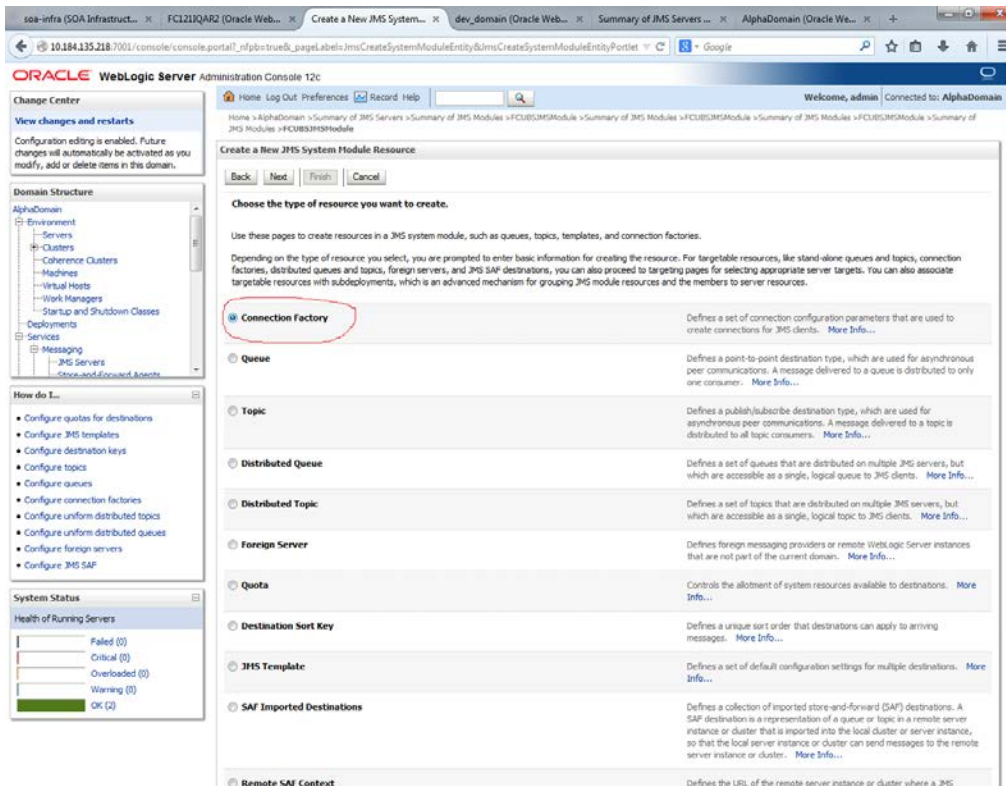 soa-infra (SOA Infrastruct...
FC121IQAR2 (Oracle Web...
Create a New JMS System...
dev_domain (Oracle Web...
Summary of JMS Servers ...
AlphaDomain (Oracle We...
10.184.135.218:7001/console/console.portal?_nfpb=true&_pageLabel=JmsCreateSystemModuleEntity&JmsCreateSystemModuleEntityPortlet
Google
ORACLE WebLogic Server Administration Console 12c
Change Center
View changes and restarts
Configuration editing is enabled. Future
changes will automatically be activated as you
modify, add or delete items in this domain.
Domain Structure
AlphaDomain
Environment
Servers
Clusters
Coherence Clusters
Machines
Virtual Hosts
Work Managers
Startup and Shutdown Classes
Deployments
Services
Messaging
JMS Servers
Store-and-Forward Agents
How do I...
Configure quotas for destinations
Configure JMS templates
Configure destination keys
Configure topics
Configure queues
Configure connection factories
Configure uniform distributed topics
Configure uniform distributed queues
Configure foreign servers
Configure JMS SAF
System Status
Health of Running Servers
Failed (0)
Critical (0)
Overloaded (0)
Warning (0)
OK (2)
Home Log Out Preferences Record Help
Welcome, admin Connected to: AlphaDomain
Home >AlphaDomain >Summary of JMS Servers >Summary of JMS Modules >FCUBSJMSModule >Summary of JMS Modules >FCUBSJMSModule >Summary of JMS Modules >FCUBSJMSModule >Summary of
JMS Modules >FCUBSJMSModule
Create a New JMS System Module Resource
Back Next Finish Cancel
Choose the type of resource you want to create.
Use these pages to create resources in a JMS system module, such as queues, topics, templates, and connection factories.
Depending on the type of resource you select, you are prompted to enter basic information for creating the resource. For targetable resources, like stand-alone queues and topics, connection
factories, distributed queues and topics, foreign servers, and JMS SAF destinations, you can also proceed to targeting pages for selecting appropriate server targets. You can also associate
targetable resources with subdeployments, which is an advanced mechanism for grouping JMS module resources and the members to server resources.
Connection Factory
Defines a set of connection configuration parameters that are used to
create connections for JMS clients. More Info...
Queue
Defines a point-to-point destination type, which are used for asynchronous
peer communications. A message delivered to a queue is distributed to only
one consumer. More Info...
Topic
Defines a publish/subscribe destination type, which are used for
asynchronous peer communications. A message delivered to a topic is
distributed to all topic consumers. More Info...
Distributed Queue
Defines a set of queues that are distributed on multiple JMS servers, but
which are accessible as a single, logical queue to JMS clients. More Info...
Distributed Topic
Defines a set of topics that are distributed on multiple JMS servers, but
which are accessible as a single, logical topic to JMS clients. More Info...
Foreign Server
Defines foreign messaging providers or remote WebLogic Server instances
that are not part of the current domain. More Info...
Quota
Controls the allotment of system resources available to destinations. More
Info...
Destination Sort Key
Defines a unique sort order that destinations can apply to arriving
messages. More Info...
JMS Template
Defines a set of default configuration settings for multiple destinations. More
Info...
SAF Imported Destinations
Defines a collection of imported store-and-forward (SAF) destinations. A
SAF destination is a representation of a queue or topic in a remote server
instance or cluster that is imported into the local cluster or server instance,
so that the local server instance or cluster can send messages to the remote
server instance or cluster. More Info...
Remote SAF Context
Defines the URL of the remote server instance or cluster where a JMS